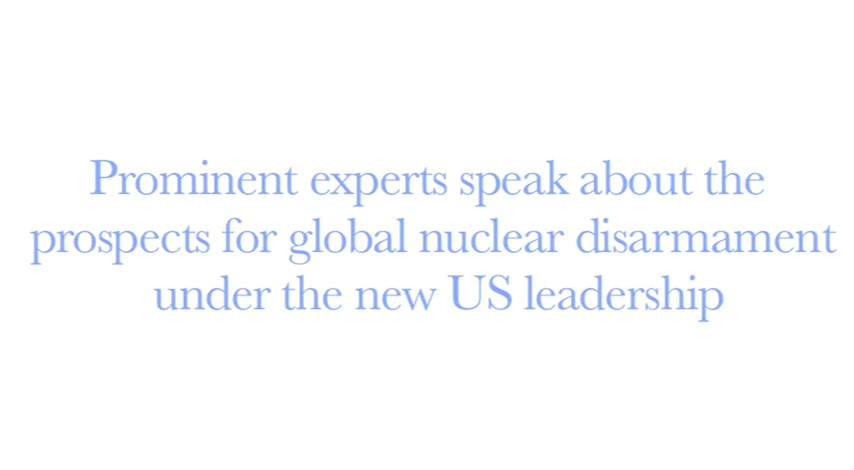 Prominent experts speak about the
prospects for global nuclear disarmament
under the new US leadership